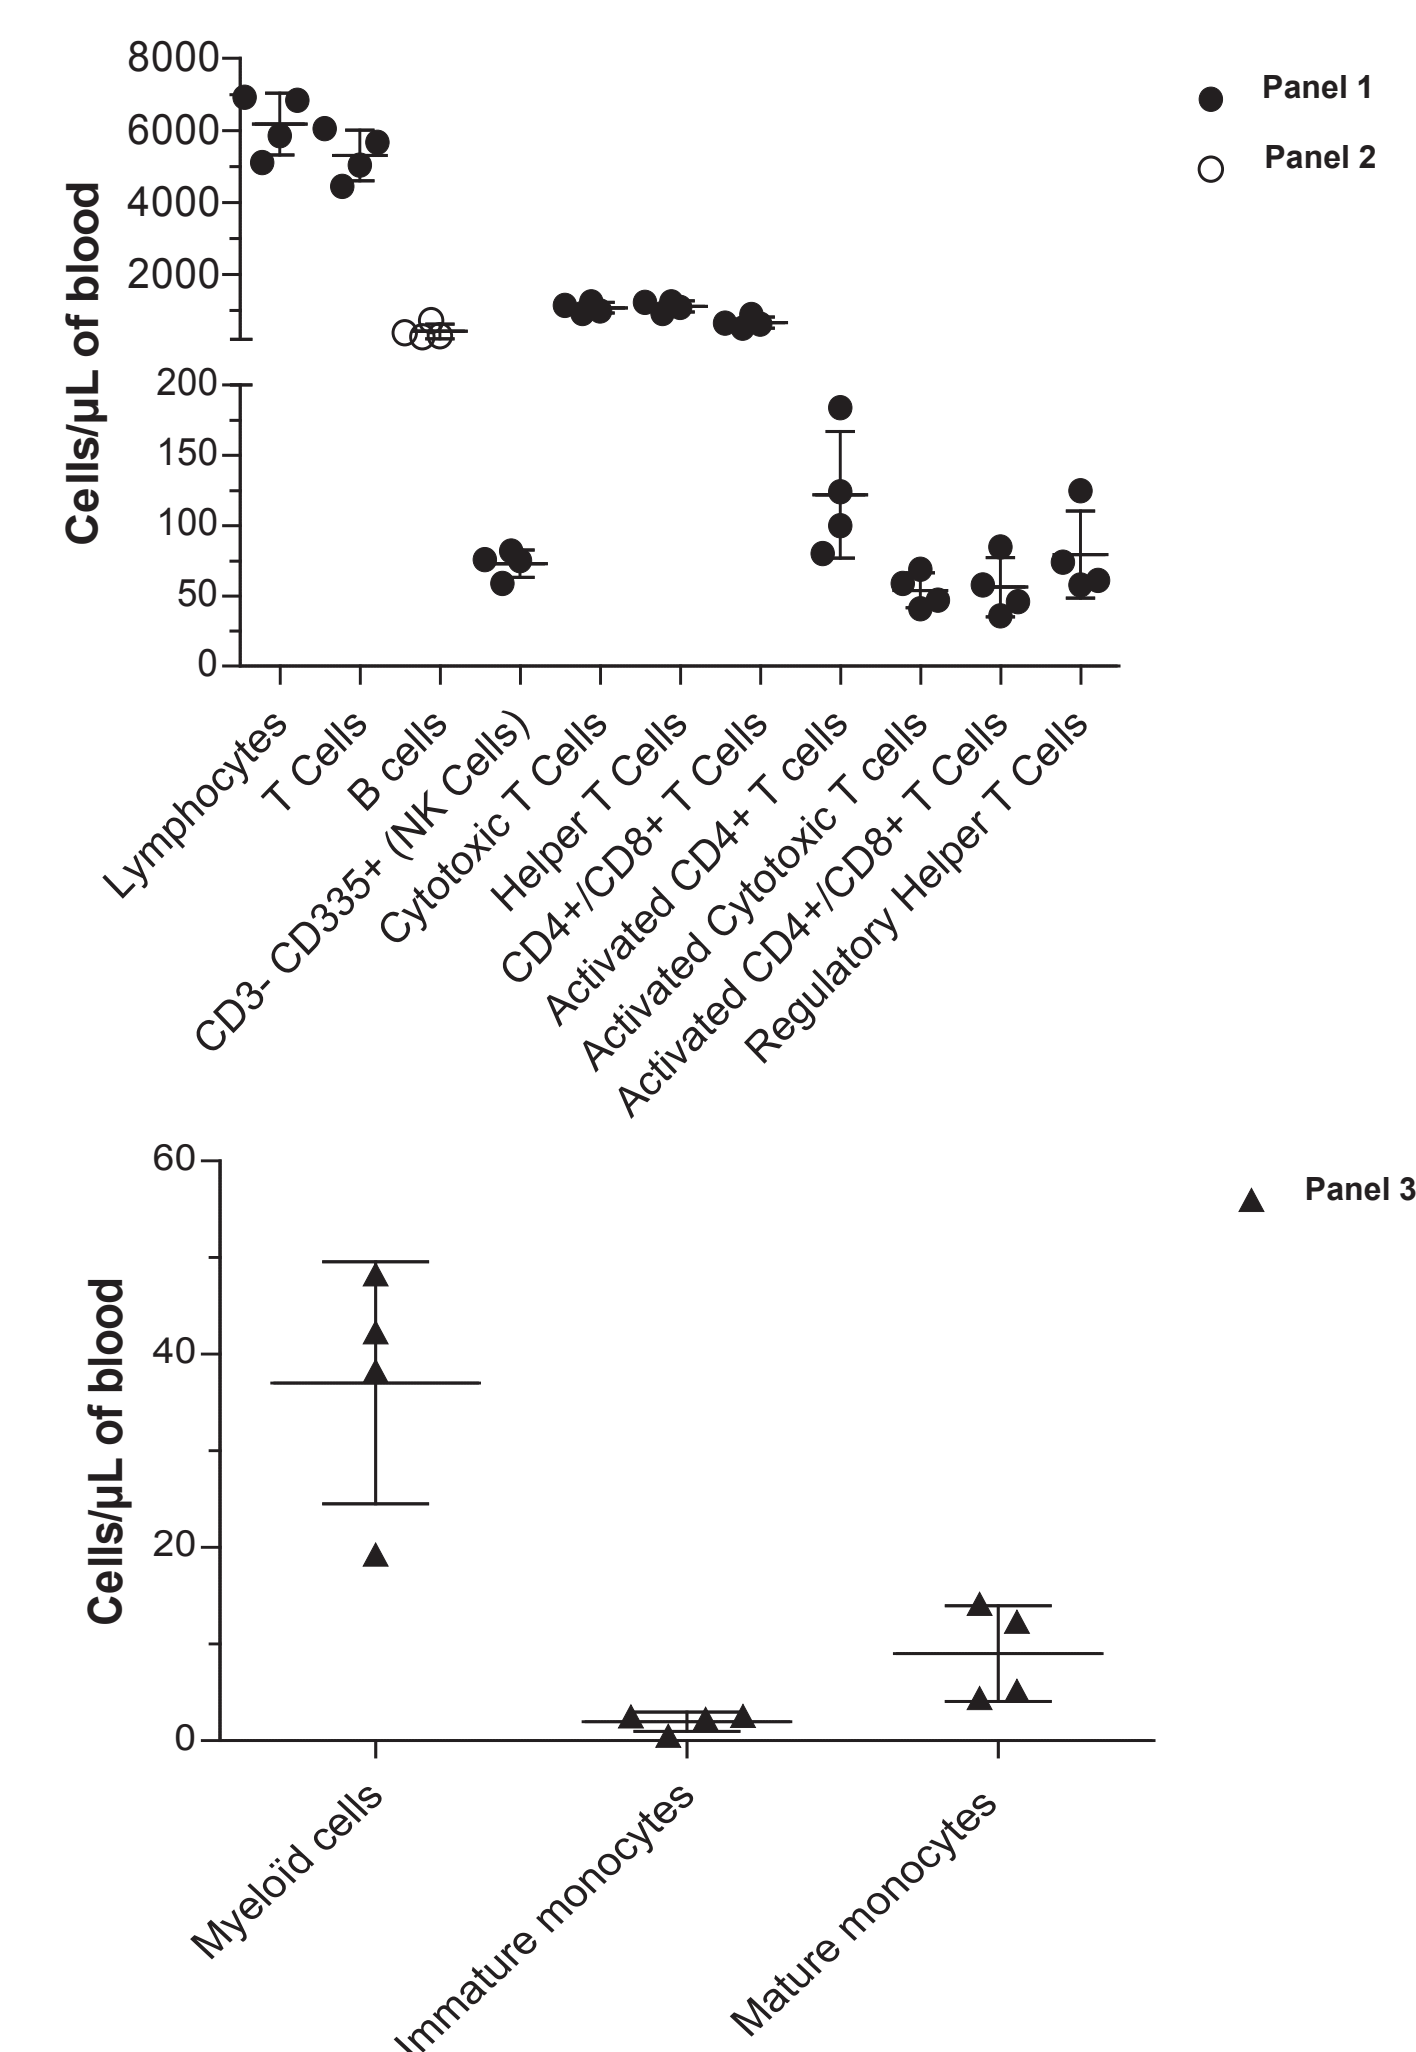 8000
6000
4000
2000
200
150
100
50
0
Cells/µL of blood
Panel 1
Panel 2
Lymphocytes
T Cells
B cells
CD3- CD335+ (NK Cells)
Cytotoxic T Cells
Helper T Cells
CD4+/CD8+ T Cells
Activated CD4+ T cells
Activated Cytotoxic T cells
Activated CD4+/CD8+ T Cells
Regulatory Helper T Cells
60
40
20
0
Cells/µL of blood
Panel 3
Myeloïd cells
Immature monocytes
Mature monocytes